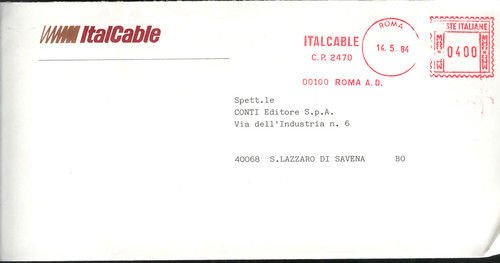 ItalCable
ITALCABLE
C.P. 2470
00100 ROMA A.D.
ROMA
14. 5. 84
STE ITALIANE
0400
Spett.le
CONTI Editore S.p.A.
Via dell'Industria n. 6
40068 S.LAZZARO DI SAVENA BO